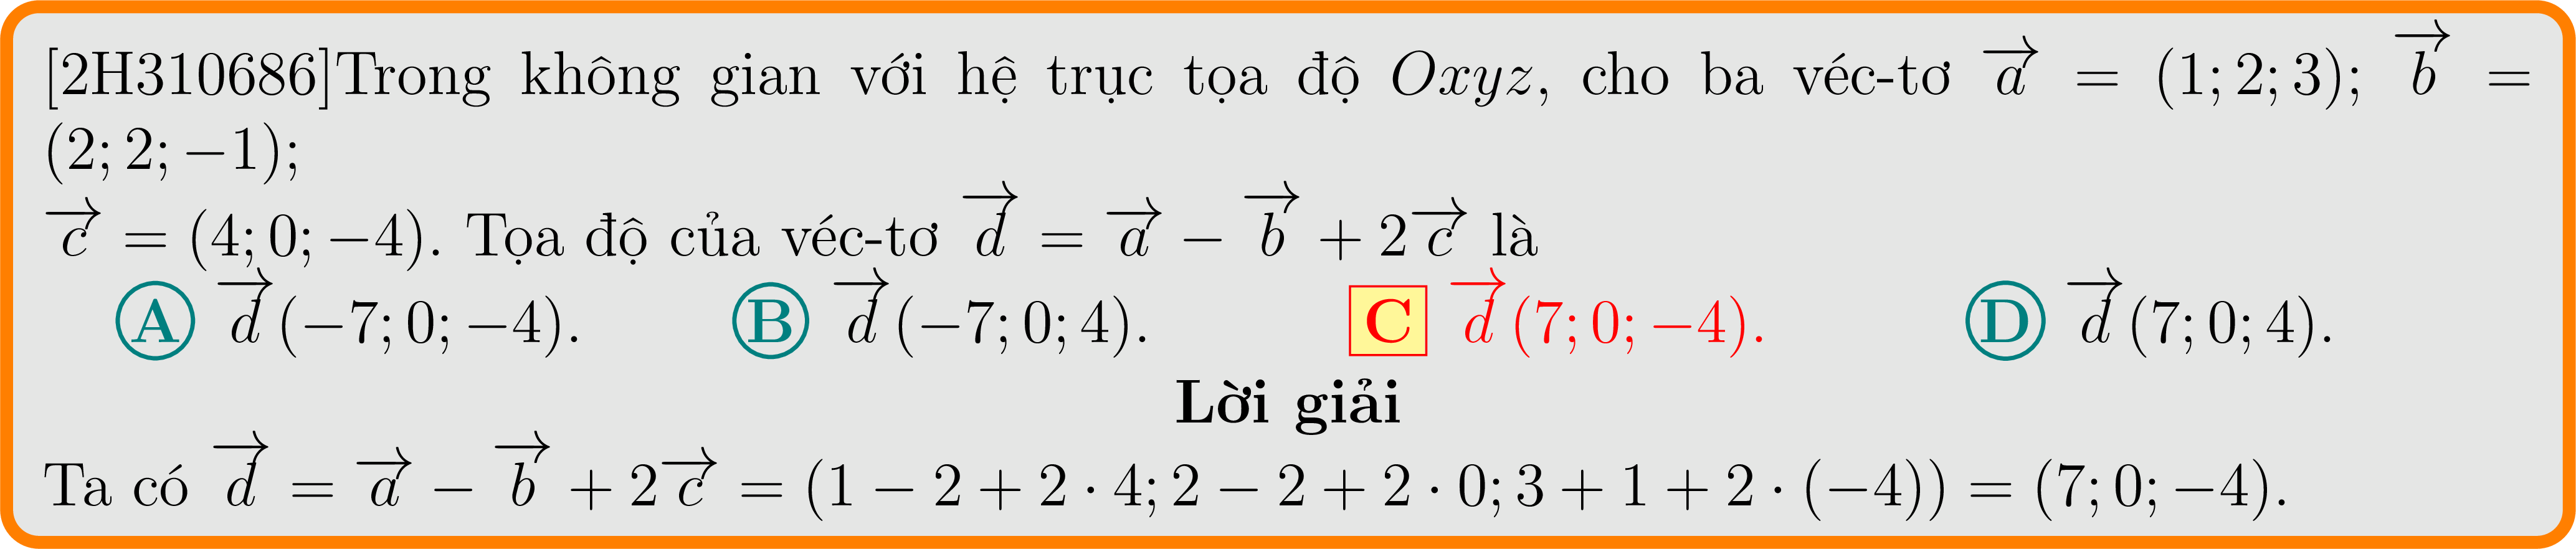 [2H310686]Trong không gian với hệ trục tọa độ $Oxyz$, cho ba véc-tơ $\overrightarrow{a} = (1; 2; 3)$; $\overrightarrow{b} =$
$(2; 2; -1)$;
$\overrightarrow{c} = (4; 0; -4)$. Tọa độ của véc-tơ $\overrightarrow{d} = \overrightarrow{a} - \overrightarrow{b} + 2\overrightarrow{c}$ là
A $\overrightarrow{d}(-7; 0; -4)$. B $\overrightarrow{d}(-7; 0; 4)$. C $\overrightarrow{d}(7; 0; -4)$. D $\overrightarrow{d}(7; 0; 4)$.
Lời giải
Ta có $\overrightarrow{d} = \overrightarrow{a} - \overrightarrow{b} + 2\overrightarrow{c} = (1 - 2 + 2 \cdot 4; 2 - 2 + 2 \cdot 0; 3 + 1 + 2 \cdot (-4)) = (7; 0; -4)$.